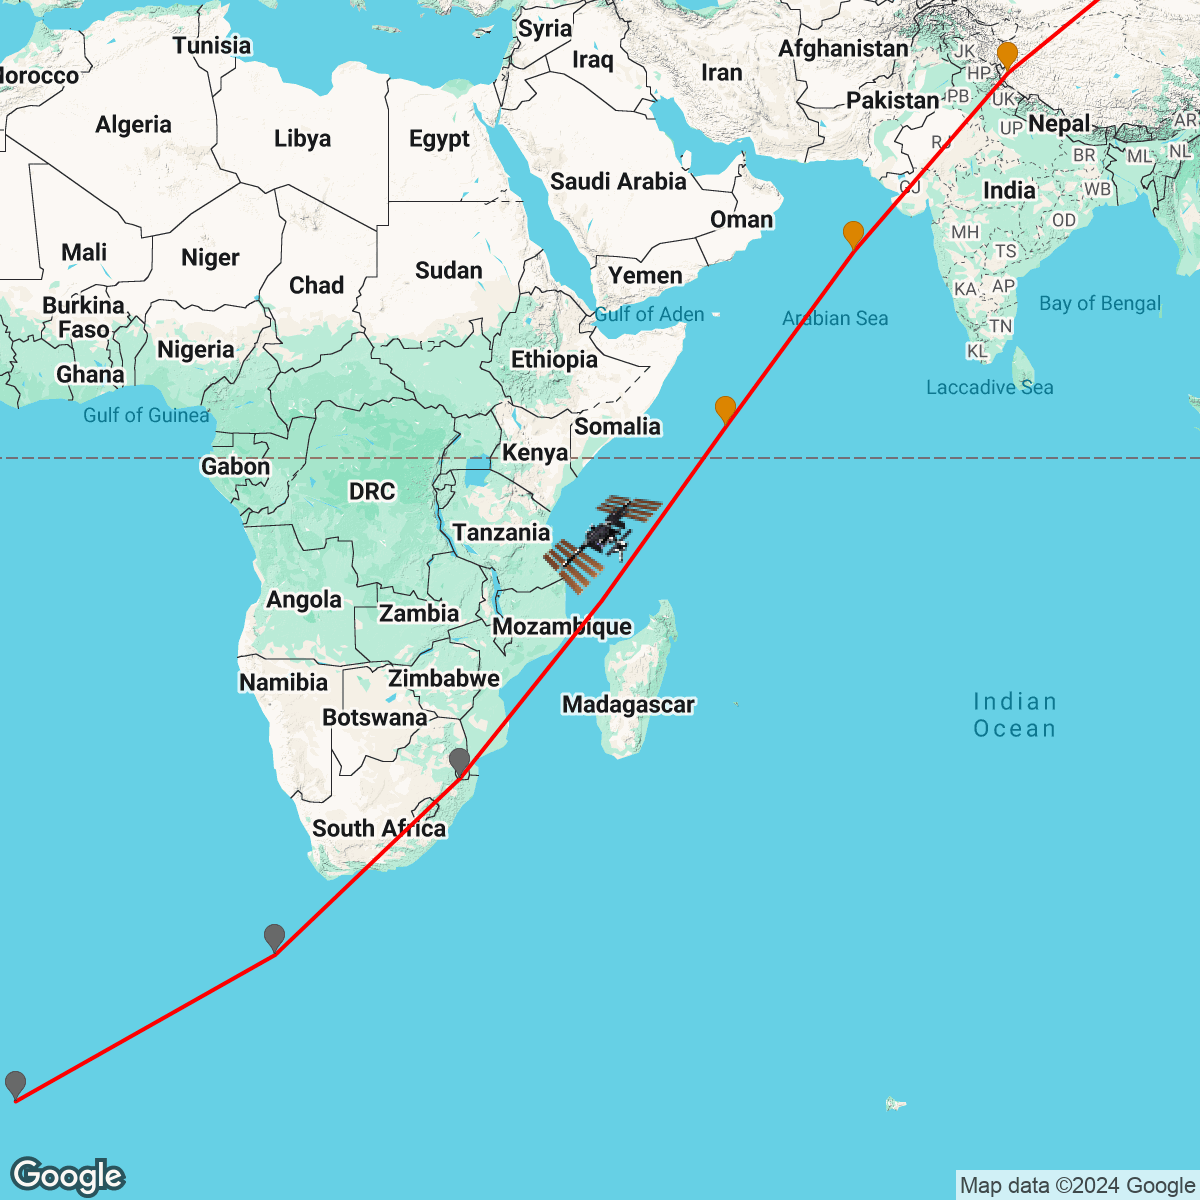 Syria
Tunisia
Afghanistan
JK
Iraq
Iran
HP
Morocco
Pakistan
PB
UK
Algeria
Libya
Egypt
UP
Nepal
AR
RJ
BR
ML
NL
Saudi Arabia
GJ
India
WB
Oman
OD
Mali
Niger
MH
TS
Chad
Sudan
Yemen
KA
AP
Burkina
Faso
Gulf of Aden
Arabian Sea
Bay of Bengal
TN
Nigeria
Ethiopia
KL
Ghana
Laccadive Sea
Gulf of Guinea
Somalia
Kenya
Gabon
DRC
Tanzania
Angola
Zambia
Mozambique
Namibia
Zimbabwe
Botswana
Madagascar
Indian
Ocean
South Africa
Google
Map data ©2024 Google